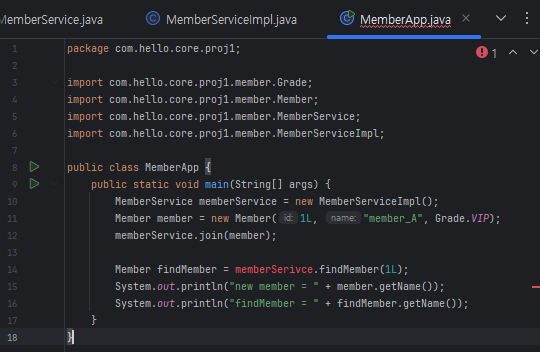 MemberService.java
MemberServiceImpl.java
MemberApp.java
1
1 package com.hello.core.proj1;
2
3 import com.hello.core.proj1.member.Grade;
4 import com.hello.core.proj1.member.Member;
5 import com.hello.core.proj1.member.MemberService;
6 import com.hello.core.proj1.member.MemberServiceImpl;
7
8 public class MemberApp {
9 public static void main(String[] args) {
10 MemberService memberService = new MemberServiceImpl();
11 Member member = new Member( id: 1L, name: "member_A", Grade.VIP);
12 memberService.join(member);
13
14 Member findMember = memberSerivce.findMember(1L);
15 System.out.println("new member = " + member.getName());
16 System.out.println("findMember = " + findMember.getName());
17 }
18 }